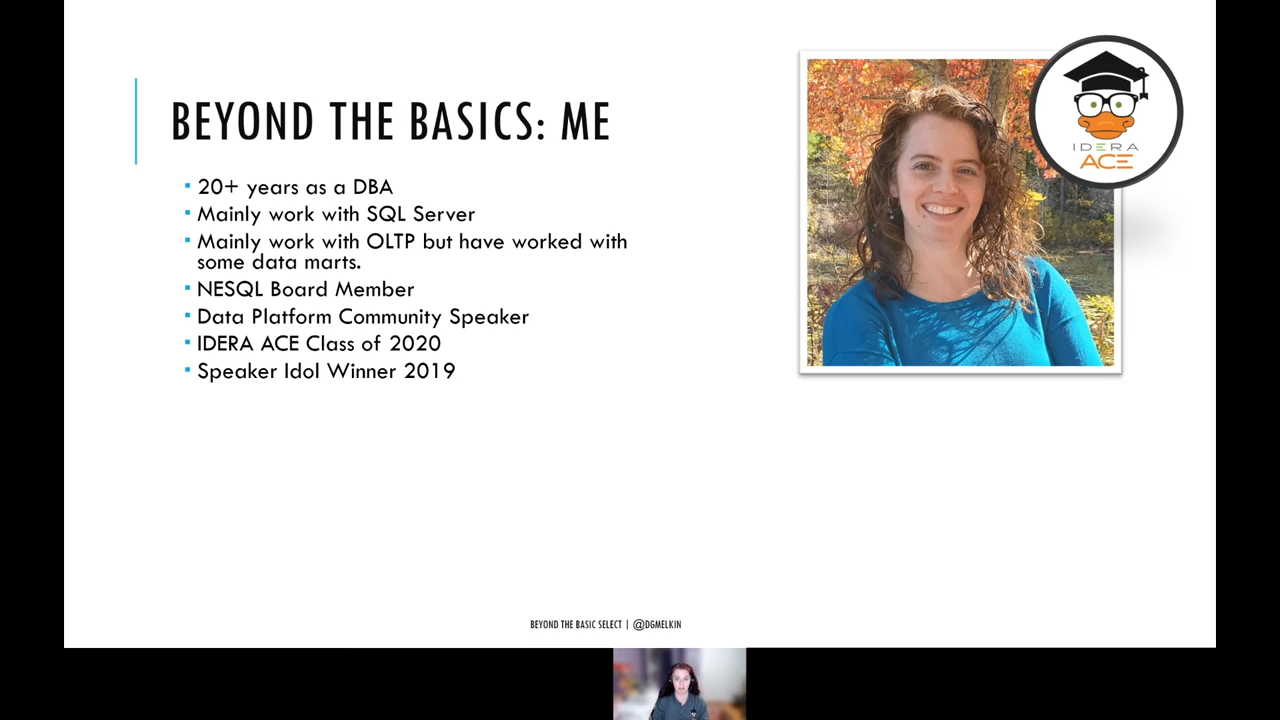 BEYOND THE BASICS: ME
20+ years as a DBA
Mainly work with SQL Server
Mainly work with OLTP but have worked with
some data marts.
NESQL Board Member
Data Platform Community Speaker
IDERA ACE Class of 2020
Speaker Idol Winner 2019
IDERA
ACE
BEYOND THE BASIC SELECT | @DGMELKIN